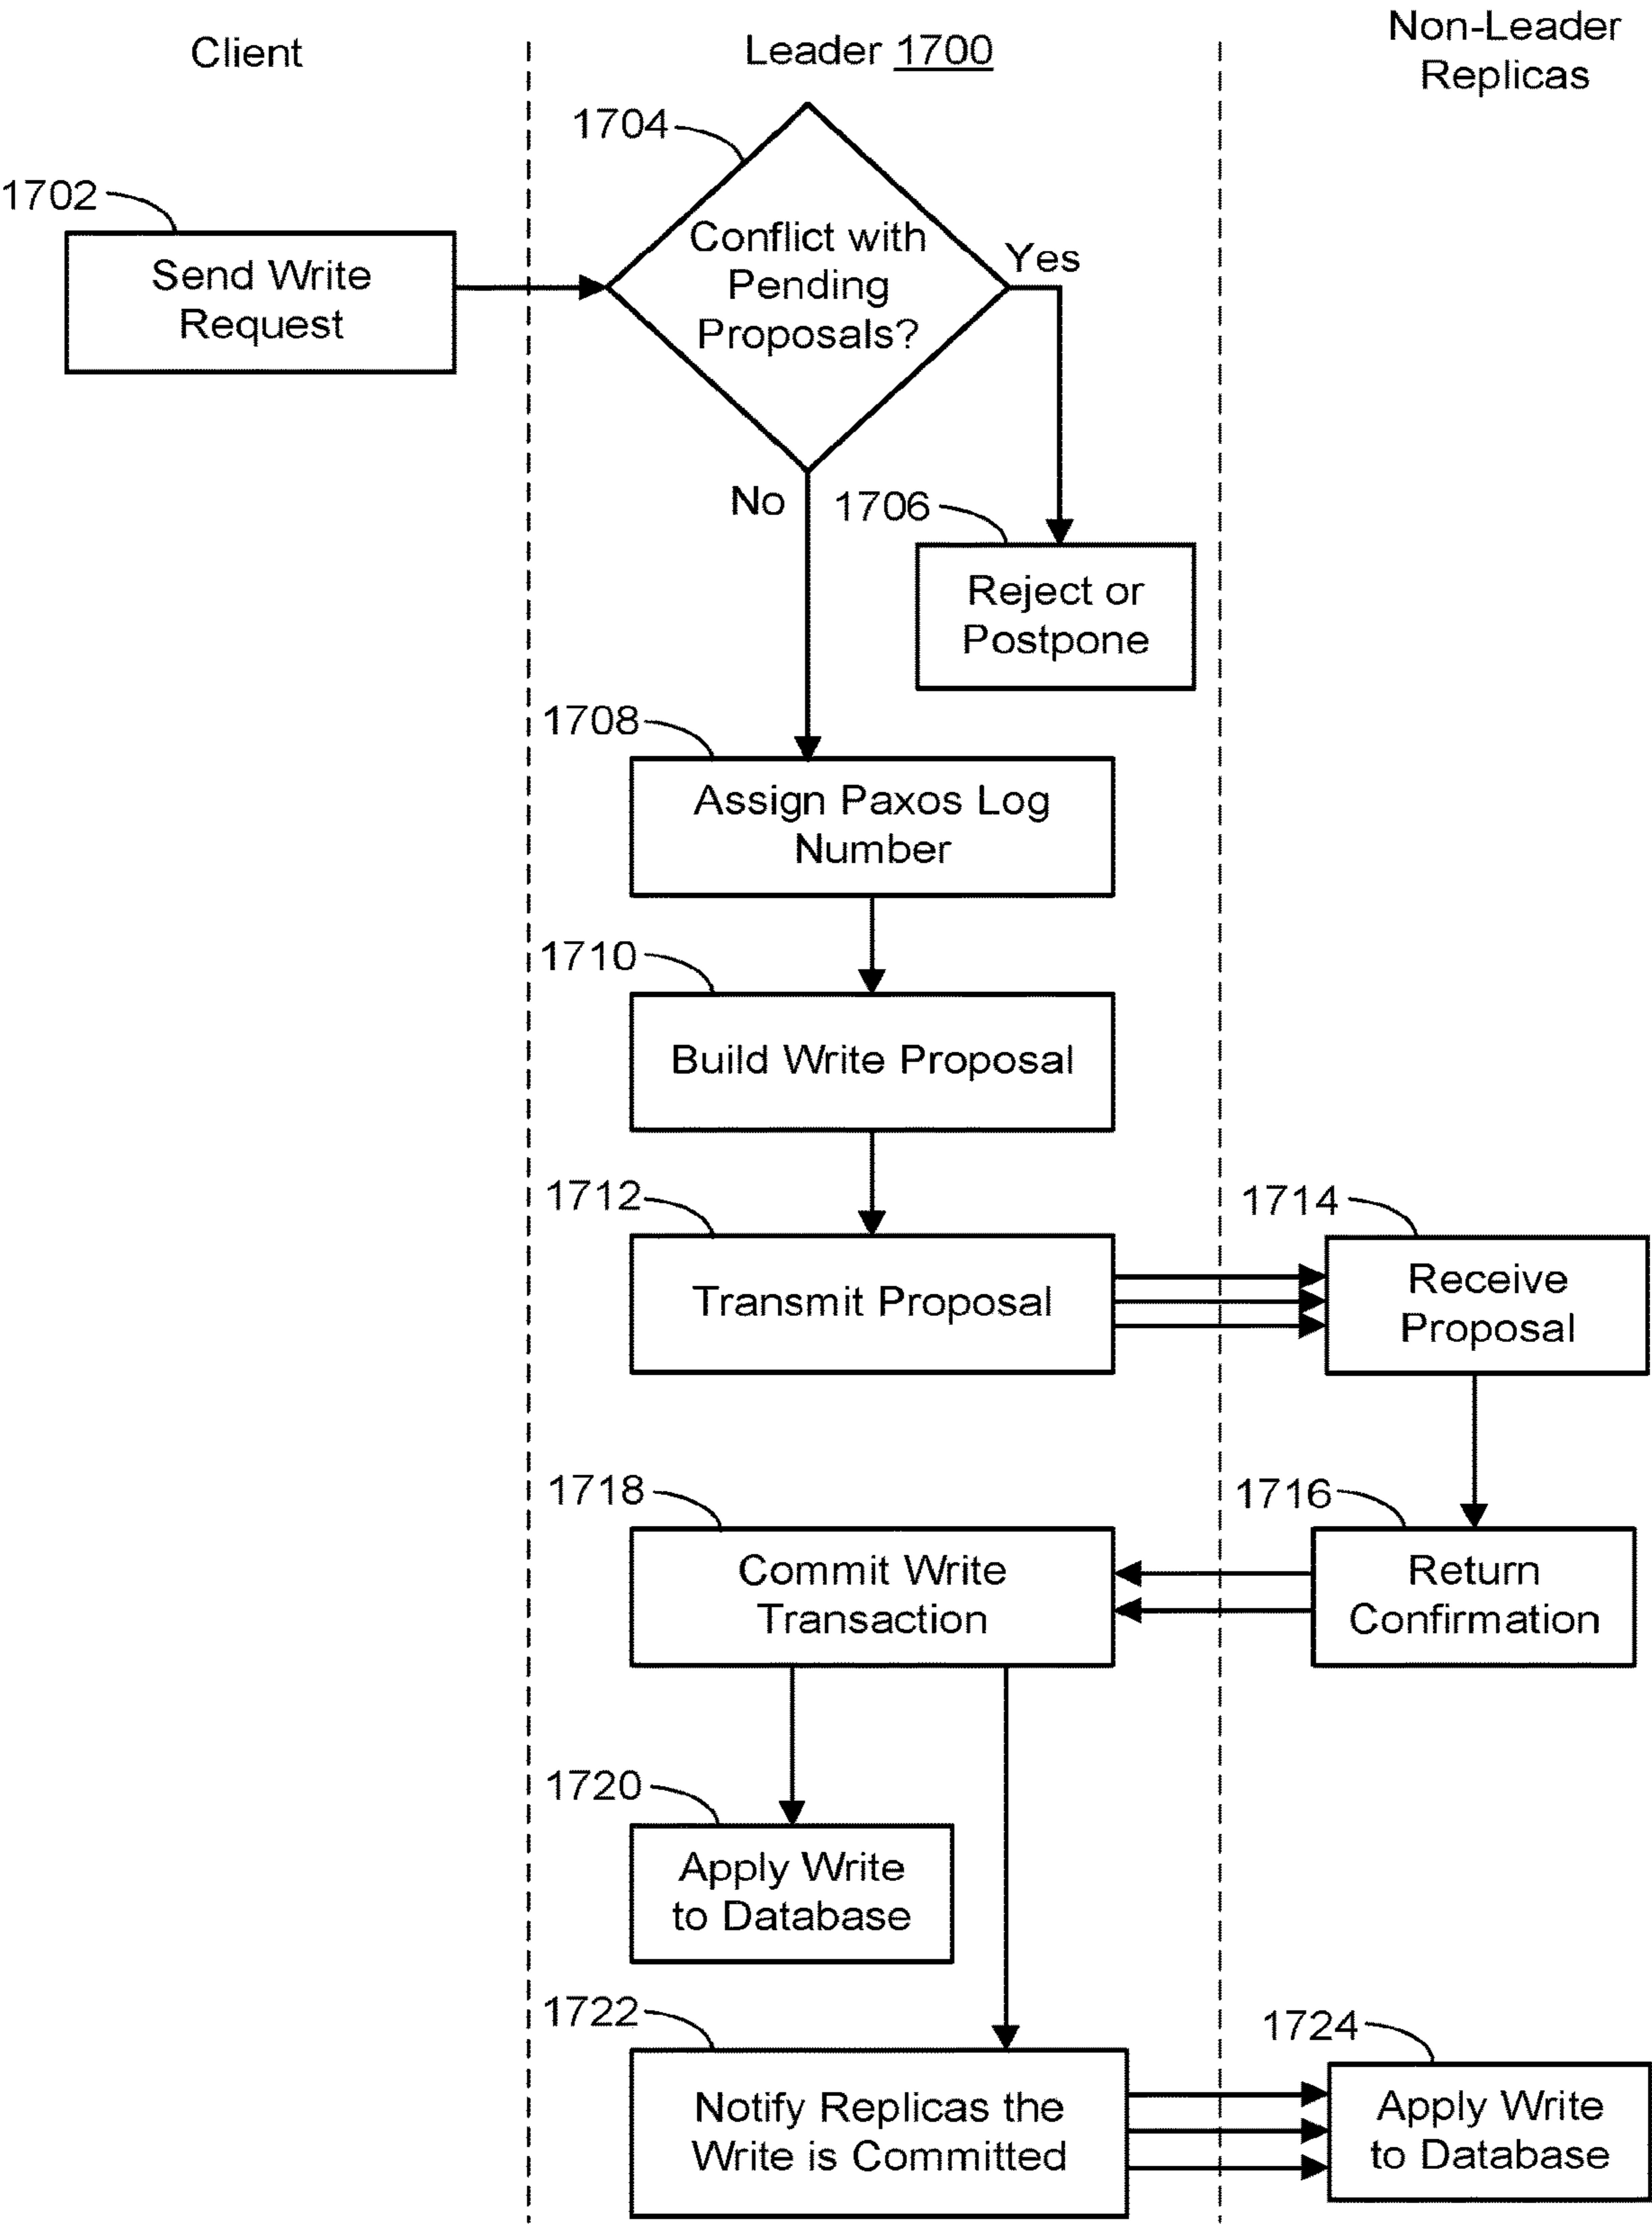 Client
Leader 1700
Non-Leader
Replicas
1704
1702
Send Write
Request
Conflict with
Pending
Proposals?
Yes
No
1706
Reject or
Postpone
1708
Assign Paxos Log
Number
1710
Build Write Proposal
1712
Transmit Proposal
1714
Receive
Proposal
1718
Commit Write
Transaction
1716
Return
Confirmation
1720
Apply Write
to Database
1722
Notify Replicas the
Write is Committed
1724
Apply Write
to Database